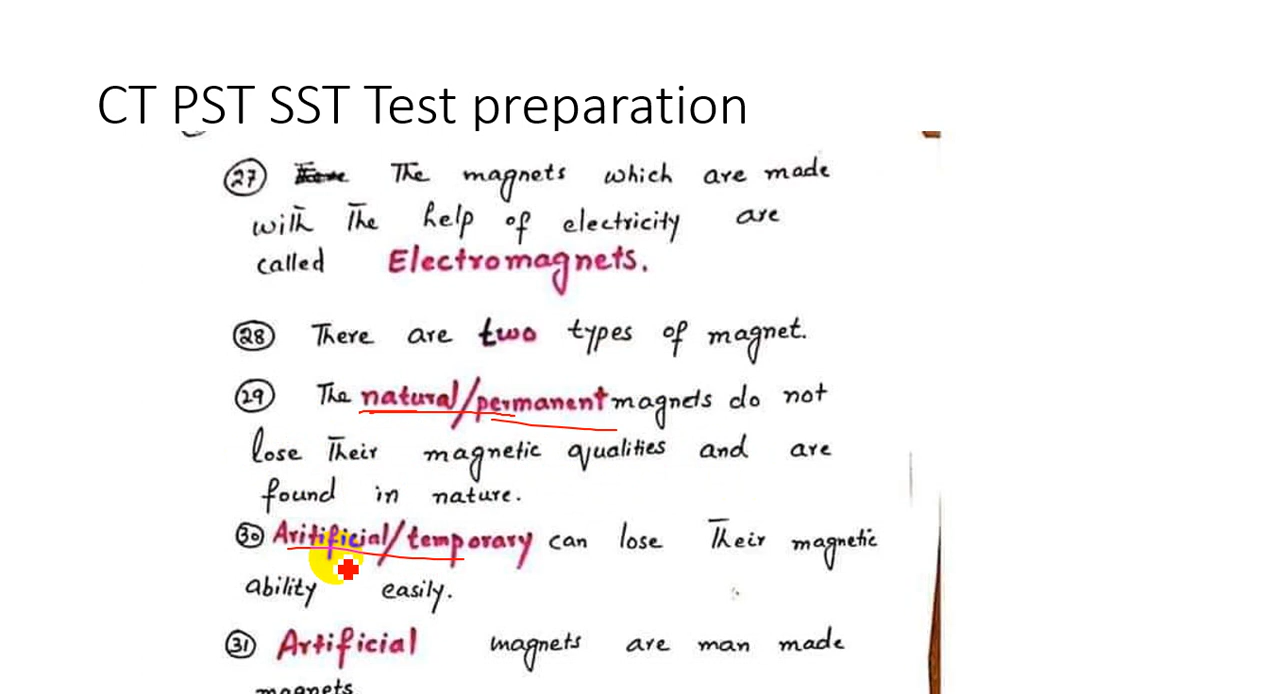 CT PST SST Test preparation
27 The magnets which are made
with The help of electricity are
called Electromagnets.
28 There are two types of magnet.
29 The natural/permanent magnets do not
lose Their magnetic qualities and are
found in nature.
30 Aritificial/temporary can lose Their magnetic
ability easily.
31 Artificial magnets are man made
magnets